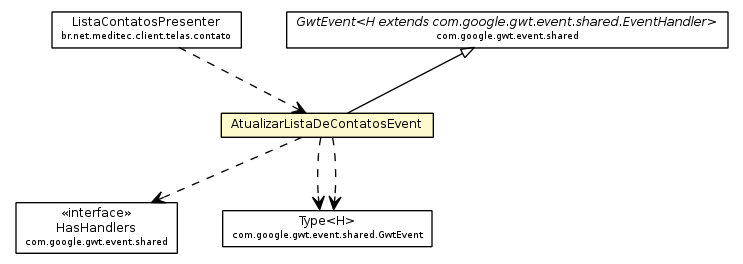 ListaContatosPresenter
br.net.meditec.client.telas.contato
GwtEvent<H extends com.google.gwt.event.shared.EventHandler>
com.google.gwt.event.shared
AtualizarListaDeContatosEvent
«interface»
HasHandlers
com.google.gwt.event.shared
Type<H>
com.google.gwt.event.shared.GwtEvent